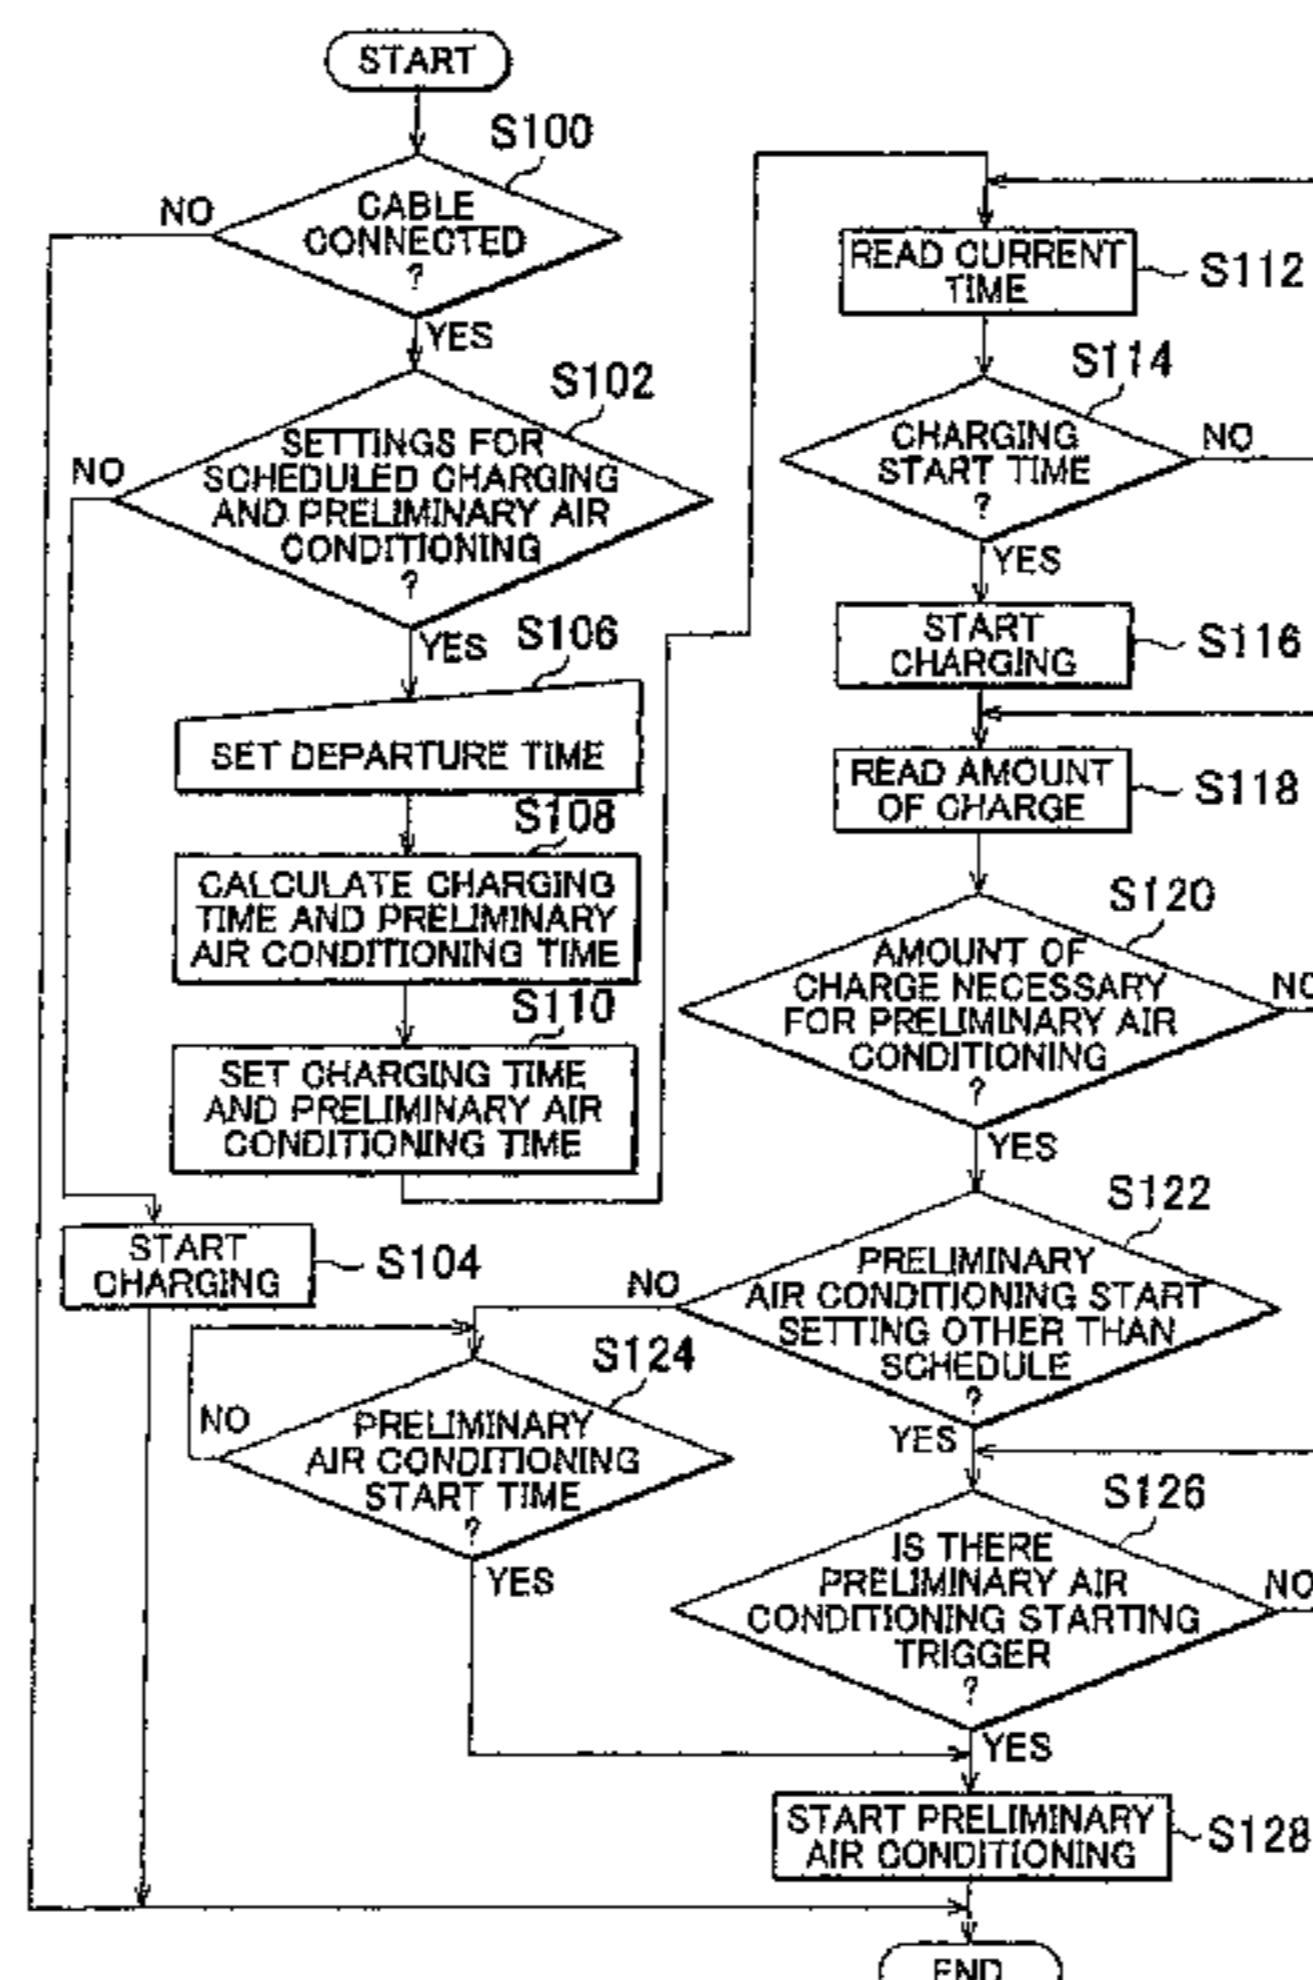 START
S100
CABLE
CONNECTED
?
NO
YES
S102
SETTINGS FOR
SCHEDULED CHARGING
AND PRELIMINARY AIR
CONDITIONING
?
NO
YES
S106
SET DEPARTURE TIME
S108
CALCULATE CHARGING
TIME AND PRELIMINARY
AIR CONDITIONING TIME
S110
SET CHARGING TIME
AND PRELIMINARY AIR
CONDITIONING TIME
START
CHARGING
S104
READ CURRENT
TIME
S112
S114
CHARGING
START TIME
?
NO
YES
START
CHARGING
S116
READ AMOUNT
OF CHARGE
S118
S120
AMOUNT OF
CHARGE NECESSARY
FOR PRELIMINARY AIR
CONDITIONING
?
NO
YES
S122
PRELIMINARY
AIR CONDITIONING START
SETTING OTHER THAN
SCHEDULE
?
NO
YES
S124
PRELIMINARY
AIR CONDITIONING
START TIME
?
NO
YES
S126
IS THERE
PRELIMINARY AIR
CONDITIONING STARTING
TRIGGER
?
NO
YES
START PRELIMINARY
AIR CONDITIONING
S128
END